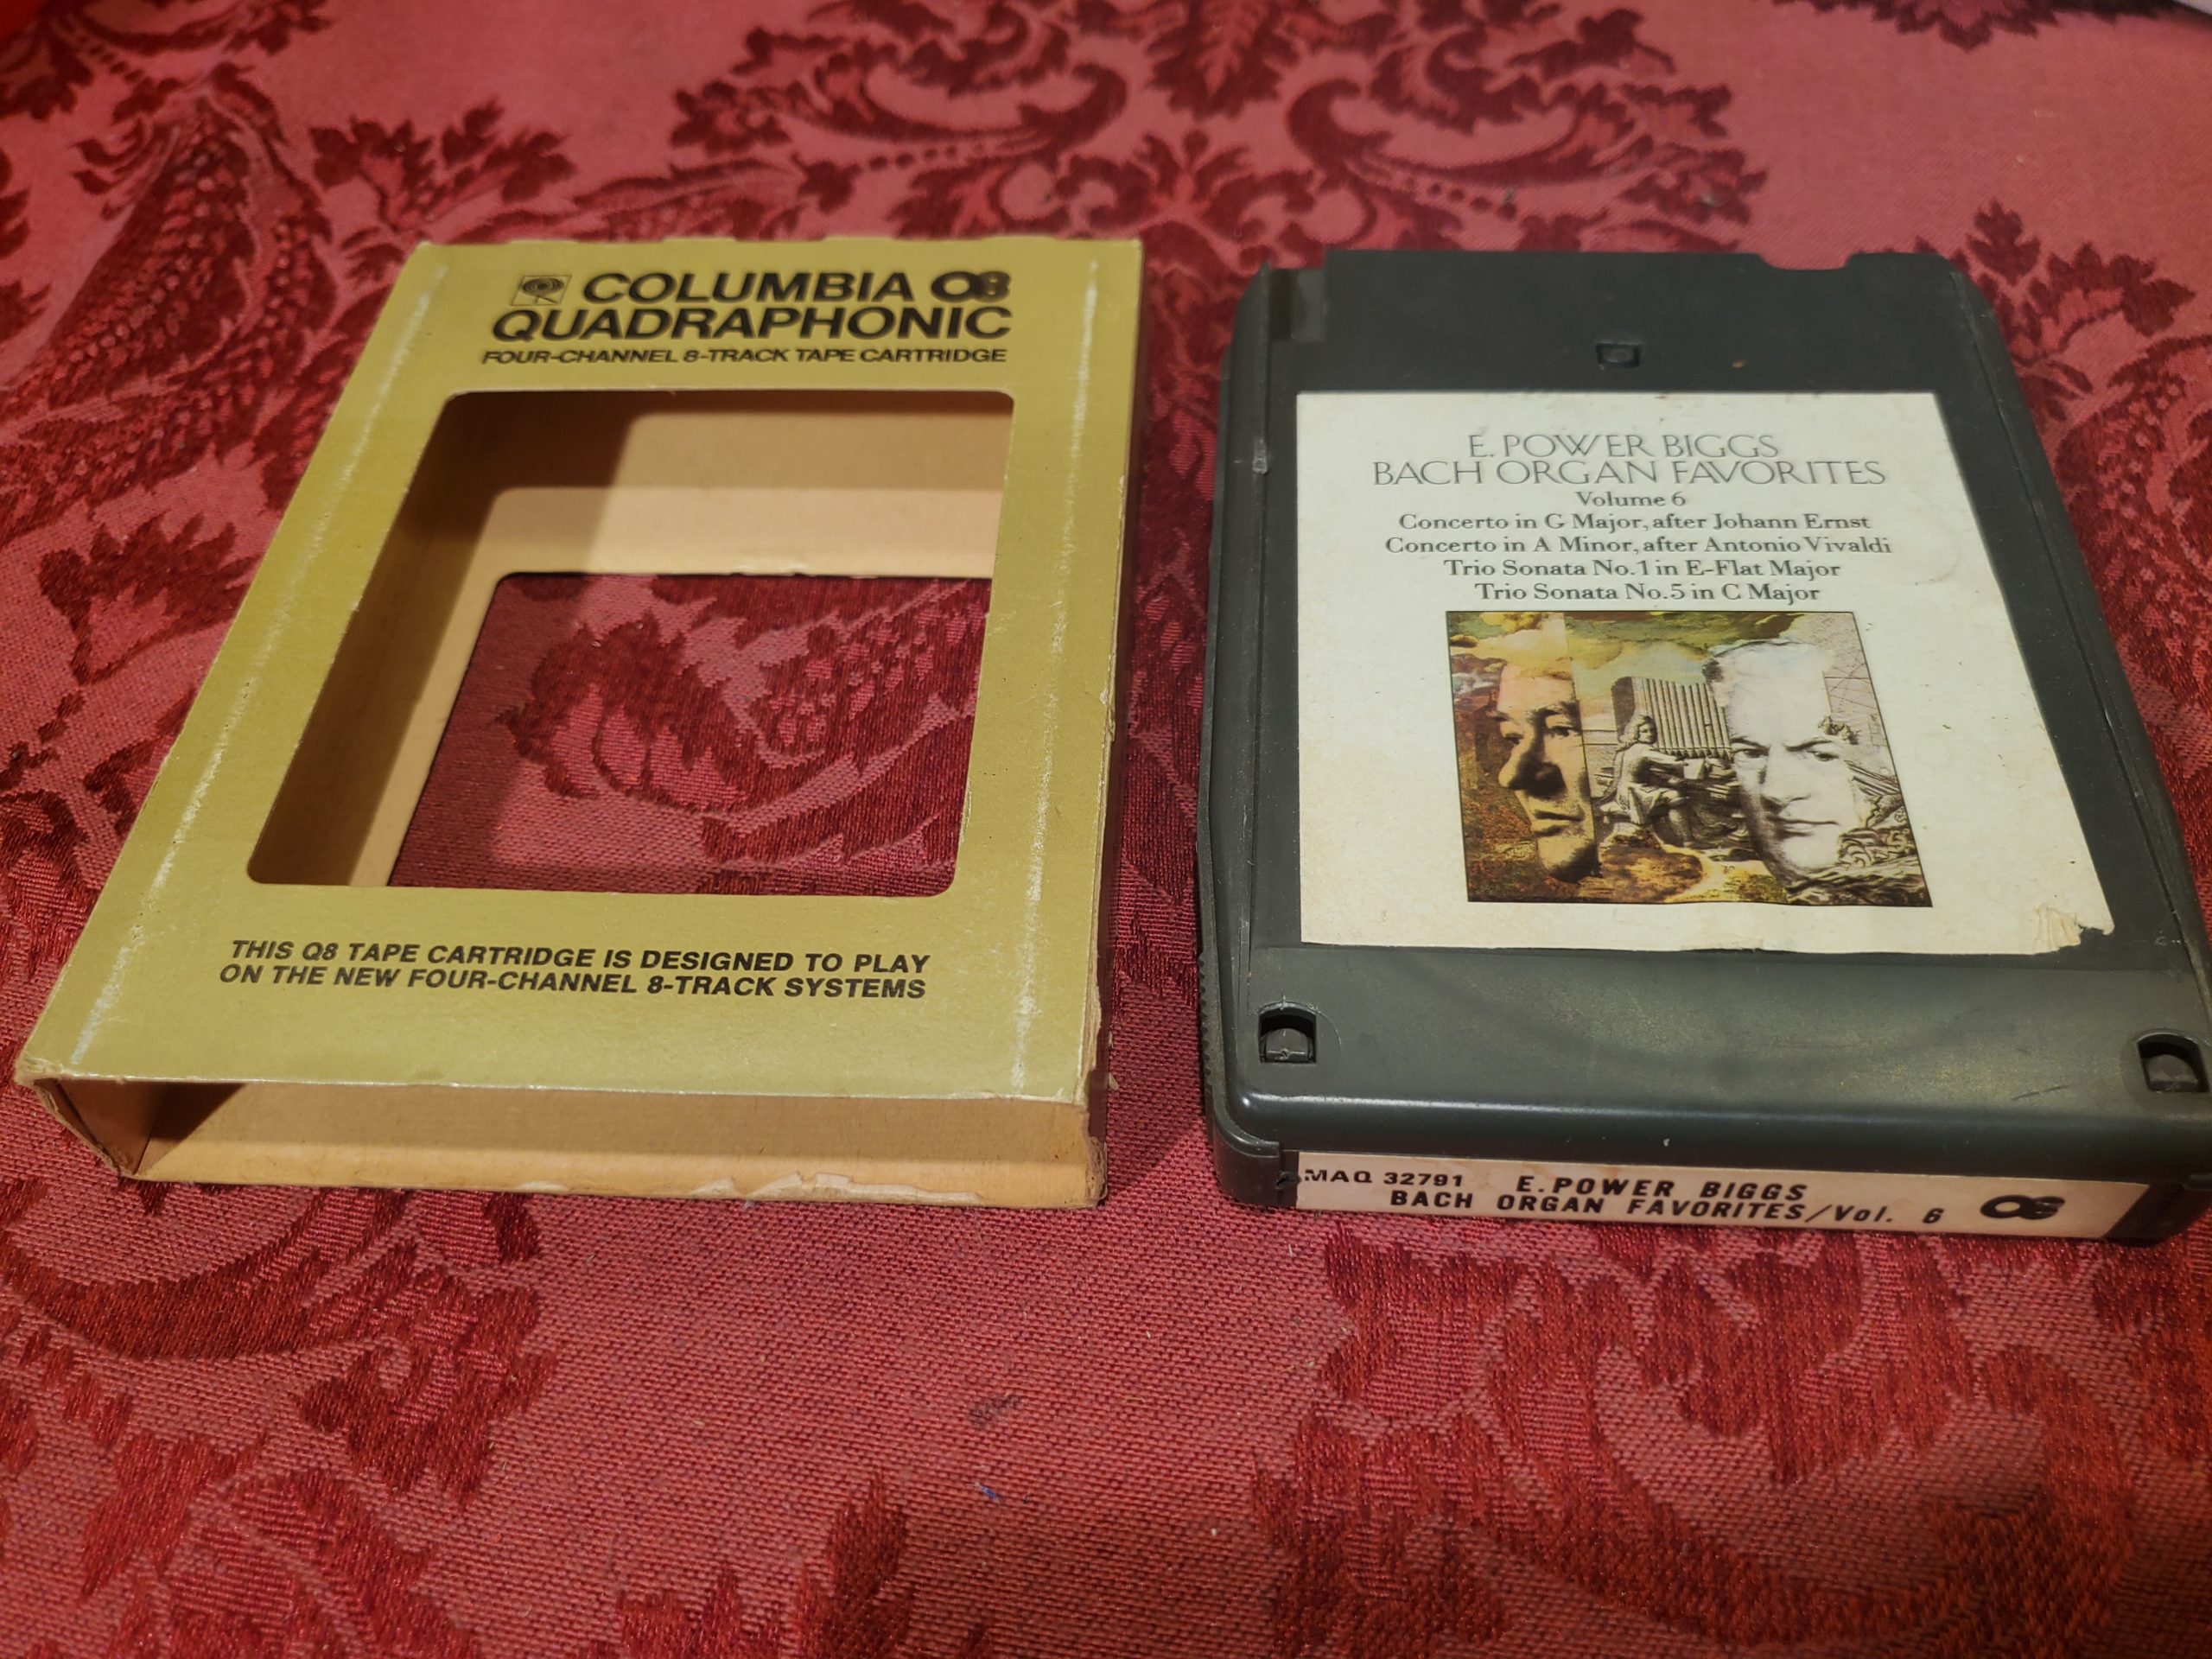 COLUMBIA Q8
QUADRAPHONIC
FOUR-CHANNEL 8-TRACK TAPE CARTRIDGE
THIS Q8 TAPE CARTRIDGE IS DESIGNED TO PLAY
ON THE NEW FOUR-CHANNEL 8-TRACK SYSTEMS
E. POWER BIGGS
BACH ORGAN FAVORITES
Volume 6
Concerto in G Major, after Johann Ernst
Concerto in A Minor, after Antonio Vivaldi
Trio Sonata No.1 in E-Flat Major
Trio Sonata No.5 in C Major
MAQ 32791 E. POWER BIGGS
BACH ORGAN FAVORITES/Vol. 6 Q8